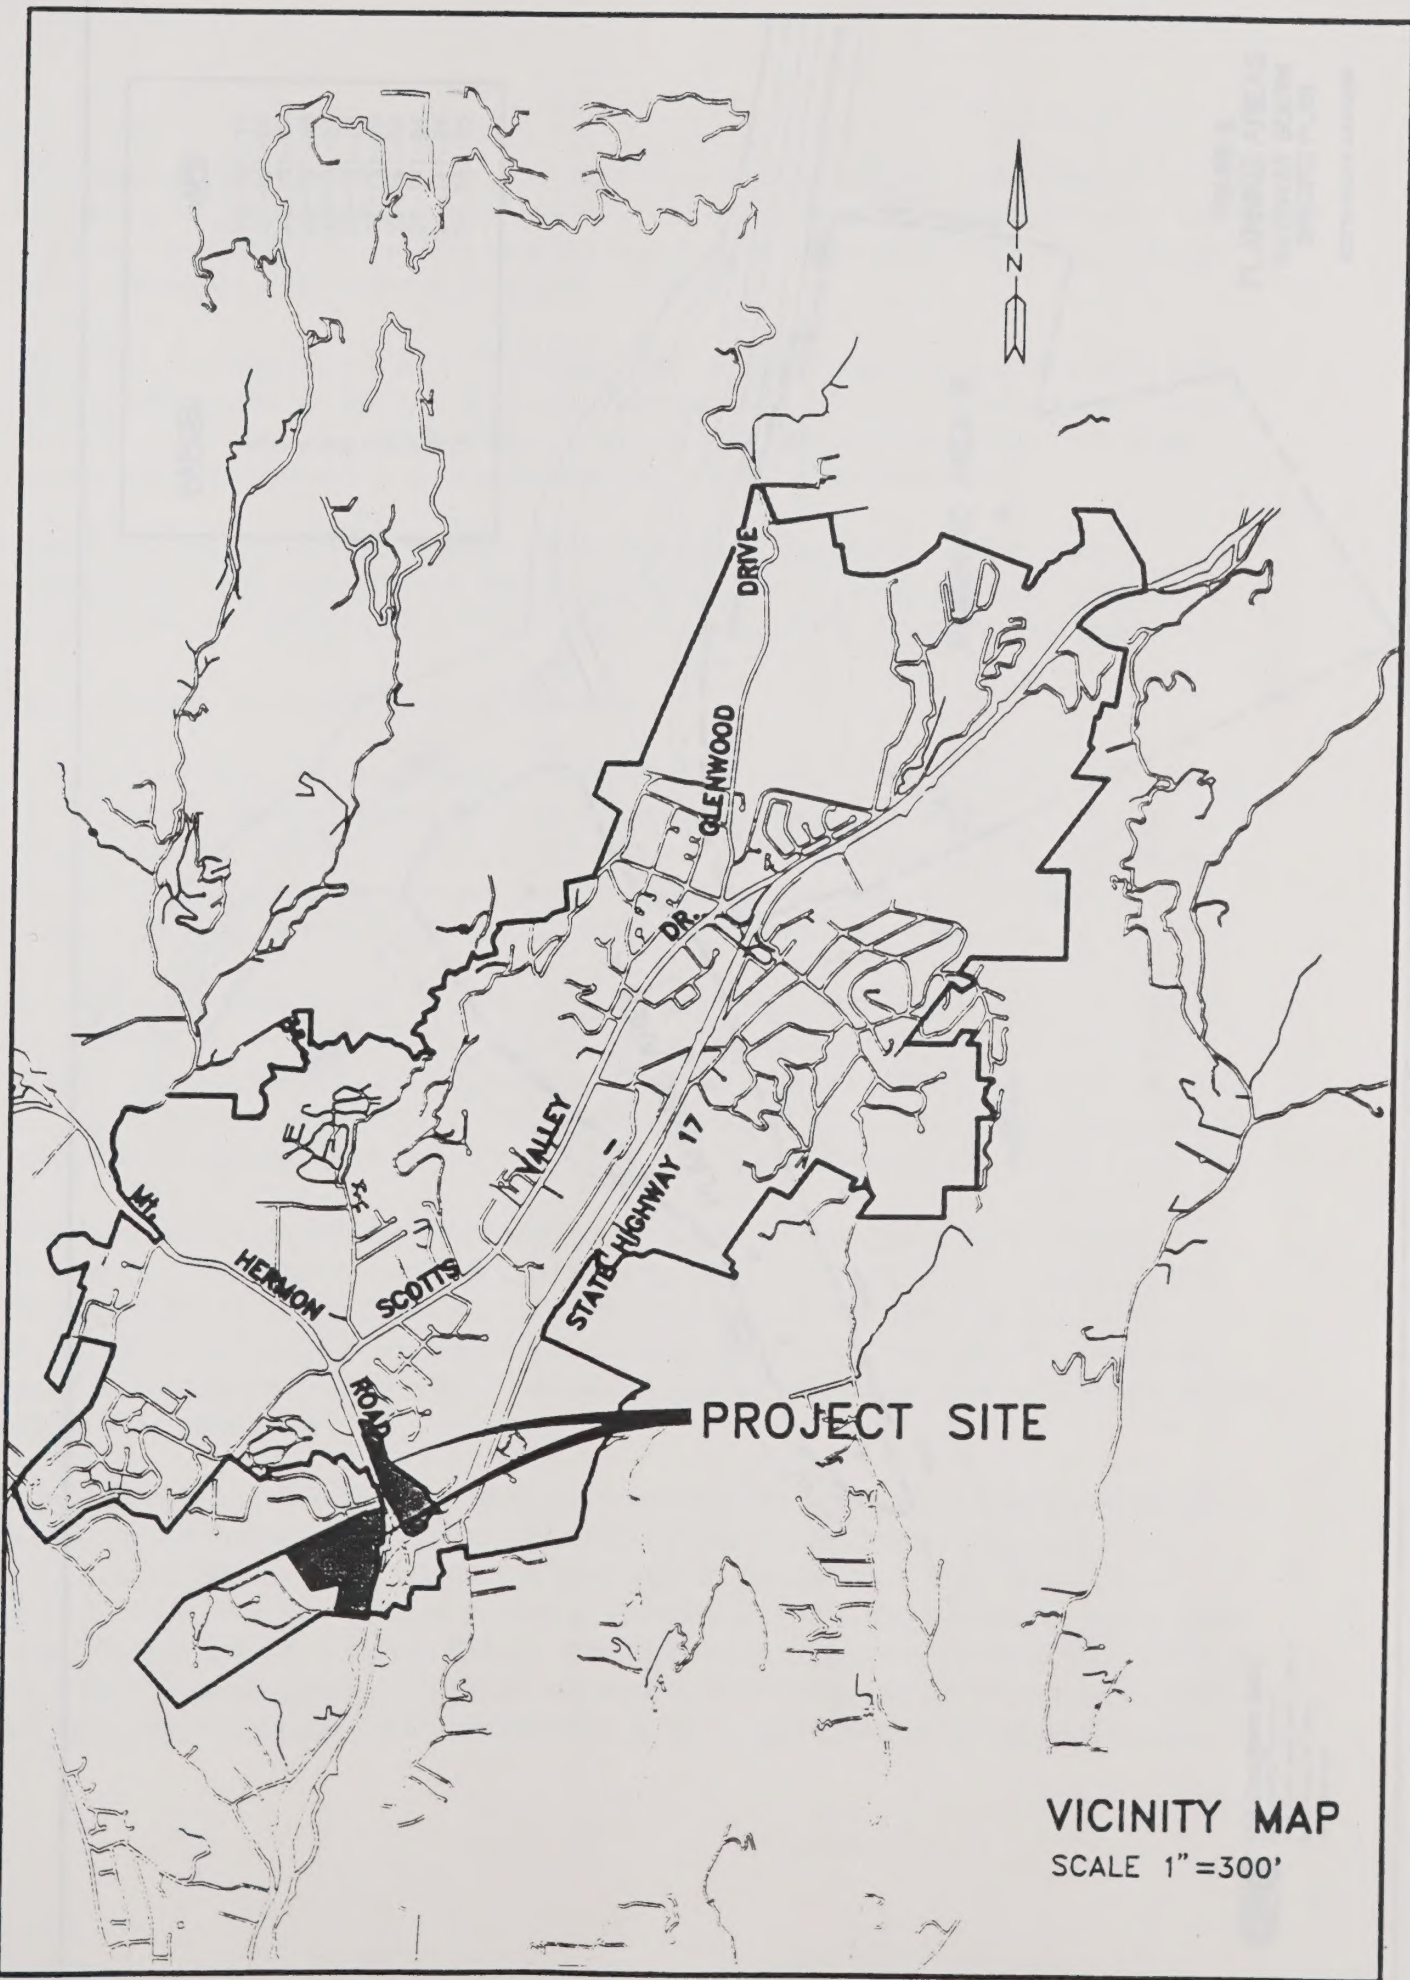 N
DRIVE
GLENWOOD
DR.
VALLEY
STATE HIGHWAY 17
Mt.
HERMON
SCOTTS
ROAD
PROJECT SITE
VICINITY MAP
SCALE 1"=300'